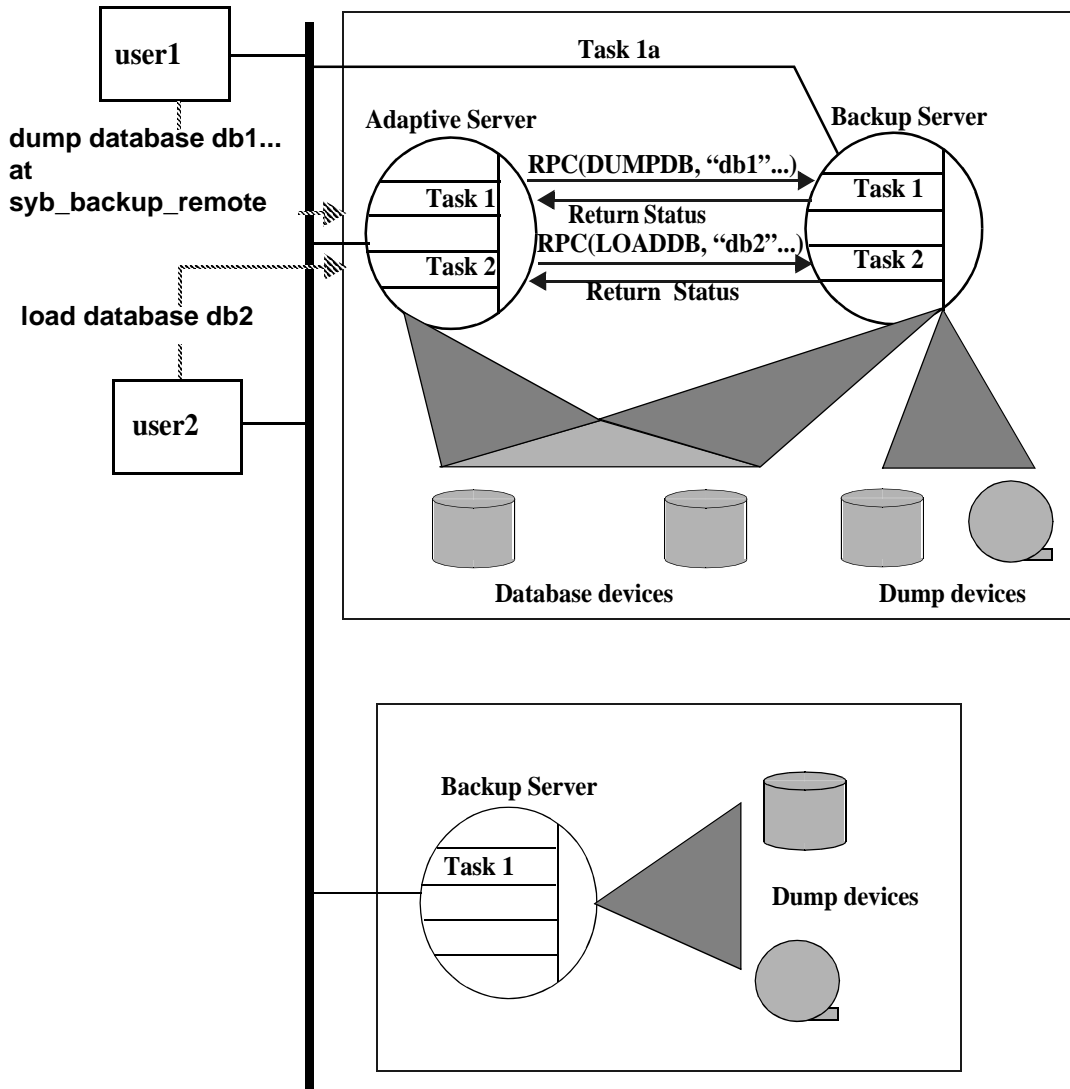 user1
Task 1a
dump database db1...
at
syb_backup_remote
Adaptive Server
Backup Server
RPC(DUMPDB, “db1”...)
Task 1
Task 1
Return Status
RPC(LOADDB, “db2”...)
Task 2
Task 2
Return Status
load database db2
user2
Database devices
Dump devices
Backup Server
Task 1
Dump devices